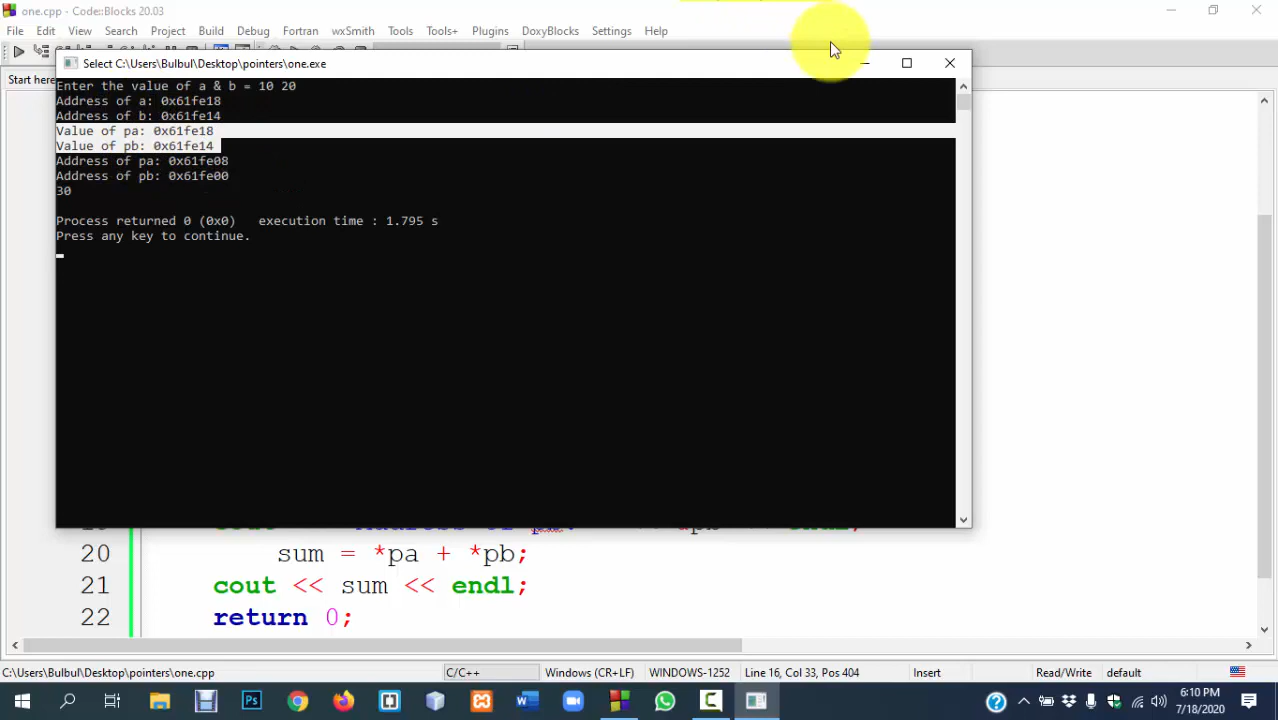 one.cpp - Code::Blocks 20.03
File Edit View Search Project Build Debug Fortran wxSmith Tools Tools+ Plugins DoxyBlocks Settings Help
Select C:\Users\Bulbul\Desktop\pointers\one.exe
Start here
Enter the value of a & b = 10 20
Address of a: 0x61fe18
Address of b: 0x61fe14
Value of pa: 0x61fe18
Value of pb: 0x61fe14
Address of pa: 0x61fe08
Address of pb: 0x61fe00
30
Process returned 0 (0x0) execution time : 1.795 s
Press any key to continue.
20 sum = *pa + *pb;
21 cout << sum << endl;
22 return 0;
C:\Users\Bulbul\Desktop\pointers\one.cpp C/C++ Windows (CR+LF) WINDOWS-1252 Line 16, Col 33, Pos 404 Insert Read/Write default
Ps
6:10 PM
7/18/2020